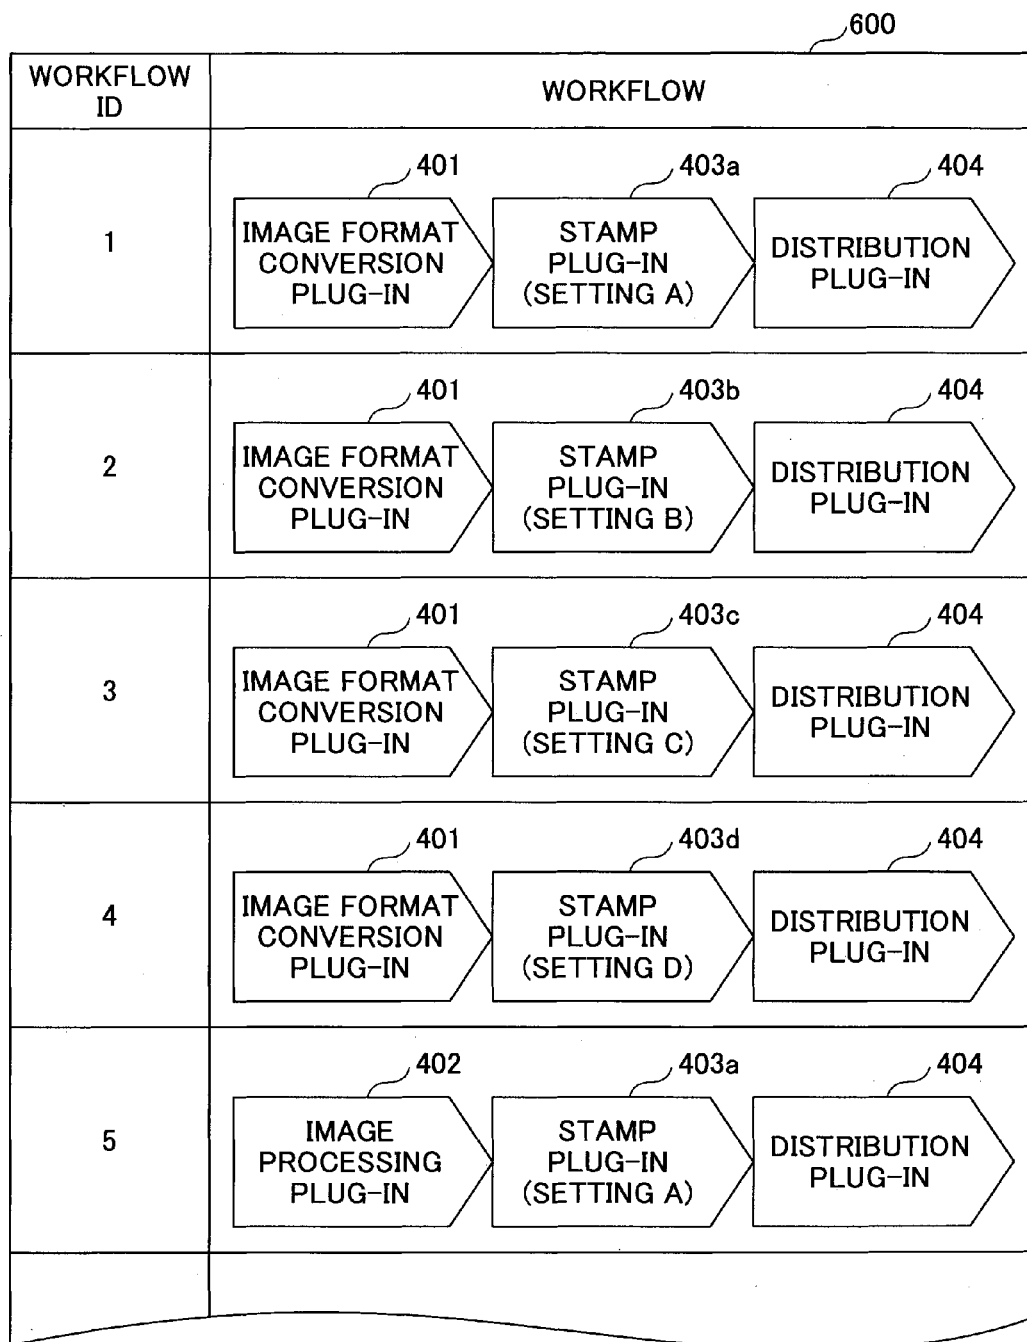 600
WORKFLOW
ID
WORKFLOW
1
401
IMAGE FORMAT
CONVERSION
PLUG-IN
403a
STAMP
PLUG-IN
(SETTING A)
404
DISTRIBUTION
PLUG-IN
2
401
IMAGE FORMAT
CONVERSION
PLUG-IN
403b
STAMP
PLUG-IN
(SETTING B)
404
DISTRIBUTION
PLUG-IN
3
401
IMAGE FORMAT
CONVERSION
PLUG-IN
403c
STAMP
PLUG-IN
(SETTING C)
404
DISTRIBUTION
PLUG-IN
4
401
IMAGE FORMAT
CONVERSION
PLUG-IN
403d
STAMP
PLUG-IN
(SETTING D)
404
DISTRIBUTION
PLUG-IN
5
402
IMAGE
PROCESSING
PLUG-IN
403a
STAMP
PLUG-IN
(SETTING A)
404
DISTRIBUTION
PLUG-IN